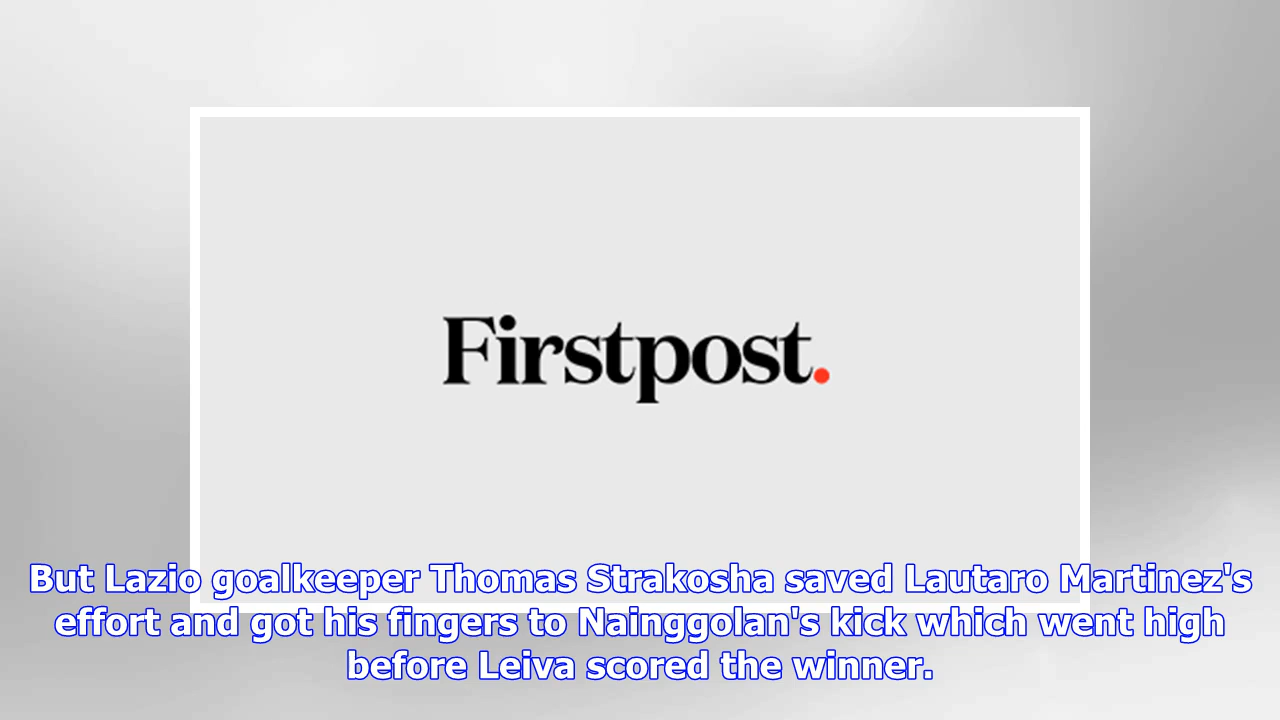 Firstpost.
But Lazio goalkeeper Thomas Strakosha saved Lautaro Martinez's
effort and got his fingers to Nainggolan's kick which went high
before Leiva scored the winner.